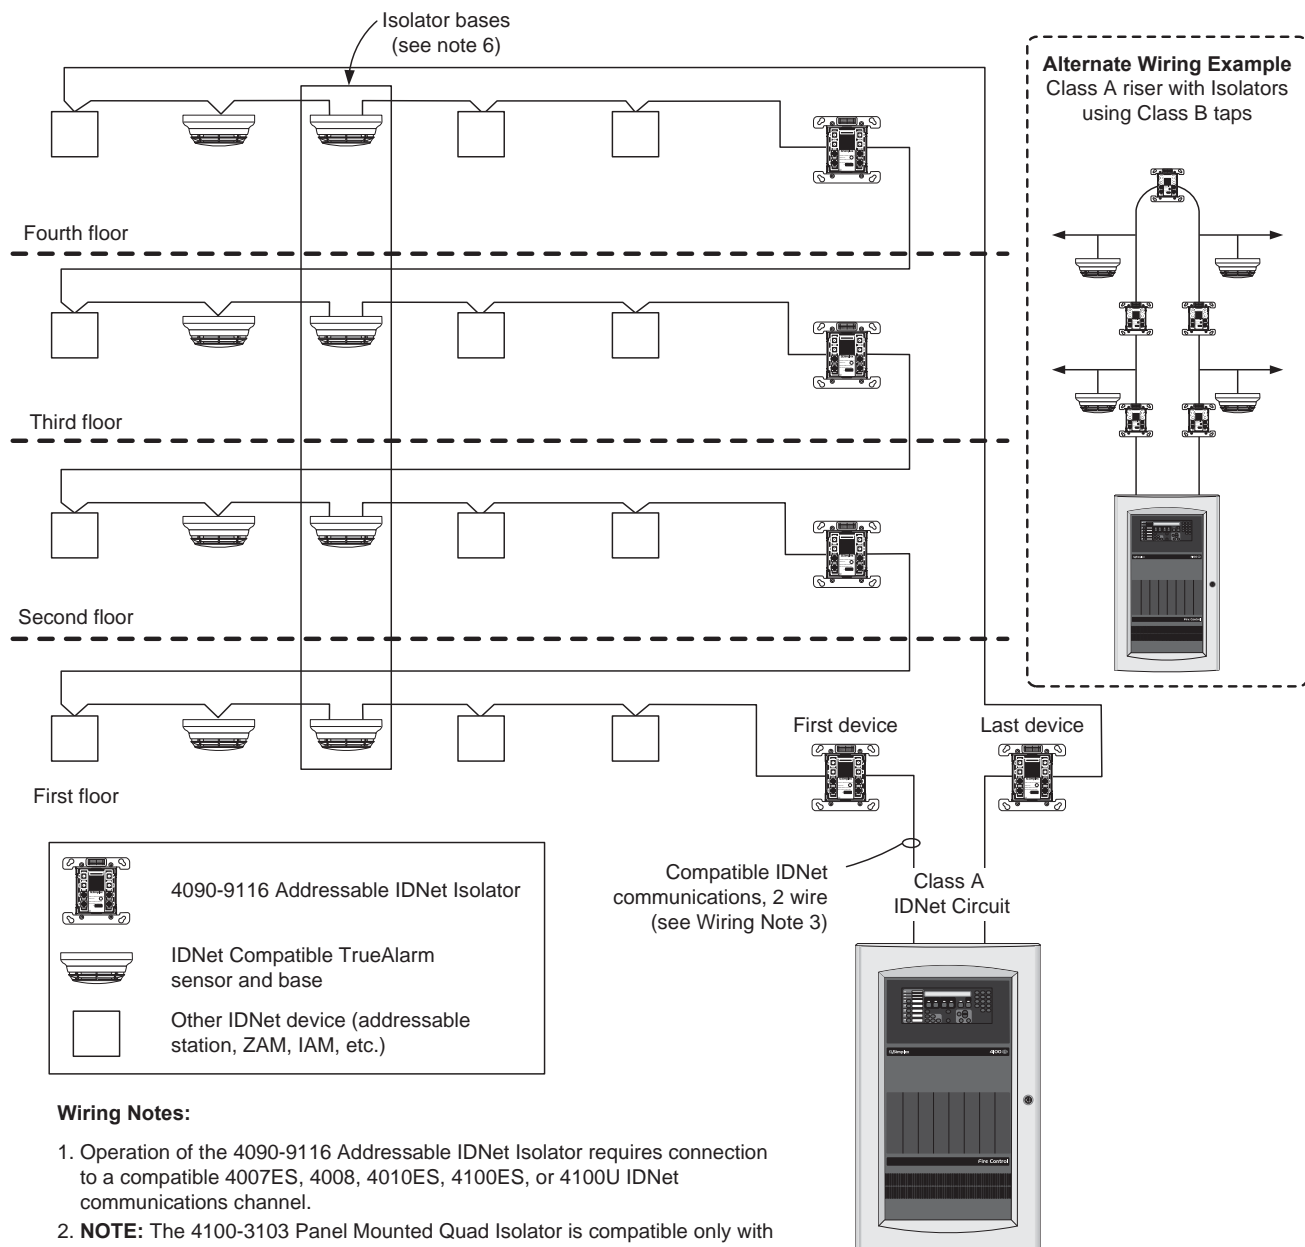 Isolator bases
(see note 6)
Alternate Wiring Example
Class A riser with Isolators
using Class B taps
Fourth floor
Third floor
Second floor
First device
Last device
First floor
Compatible IDNet
communications, 2 wire
(see Wiring Note 3)
Class A
IDNet Circuit
4090-9116 Addressable IDNet Isolator
IDNet Compatible TrueAlarm
sensor and base
Other IDNet device (addressable
station, ZAM, IAM, etc.)
Simplex
4100
Fire Control
Wiring Notes:
1. Operation of the 4090-9116 Addressable IDNet Isolator requires connection
to a compatible 4007ES, 4008, 4010ES, 4100ES, or 4100U IDNet
communications channel.
2. NOTE: The 4100-3103 Panel Mounted Quad Isolator is compatible only with